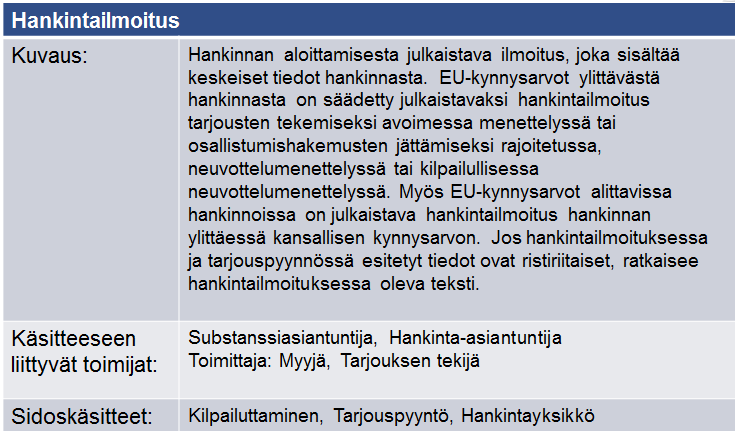 Hankintailmoitus
Kuvaus:
Hankinnan aloittamisesta julkaistava ilmoitus, joka sisältää
keskeiset tiedot hankinnasta. EU-kynnysarvot ylittävästä
hankinnasta on säädetty julkaistavaksi hankintailmoitus
tarjousten tekemiseksi avoimessa menettelyssä tai
osallistumishakemusten jättämiseksi rajoitetussa,
neuvottelumenettelyssä tai kilpailullisessa
neuvottelumenettelyssä. Myös EU-kynnysarvot alittavissa
hankinnoissa on julkaistava hankintailmoitus hankinnan
ylittäessä kansallisen kynnysarvon. Jos hankintailmoituksessa
ja tarjouspyynnössä esitetyt tiedot ovat ristiriitaiset, ratkaisee
hankintailmoituksessa oleva teksti.
Käsitteeseen
liittyvät toimijat:
Substanssiasiantuntija, Hankinta-asiantuntija
Toimittaja: Myyjä, Tarjouksen tekijä
Sidoskäsitteet:
Kilpailuttaminen, Tarjouspyyntö, Hankintayksikkö